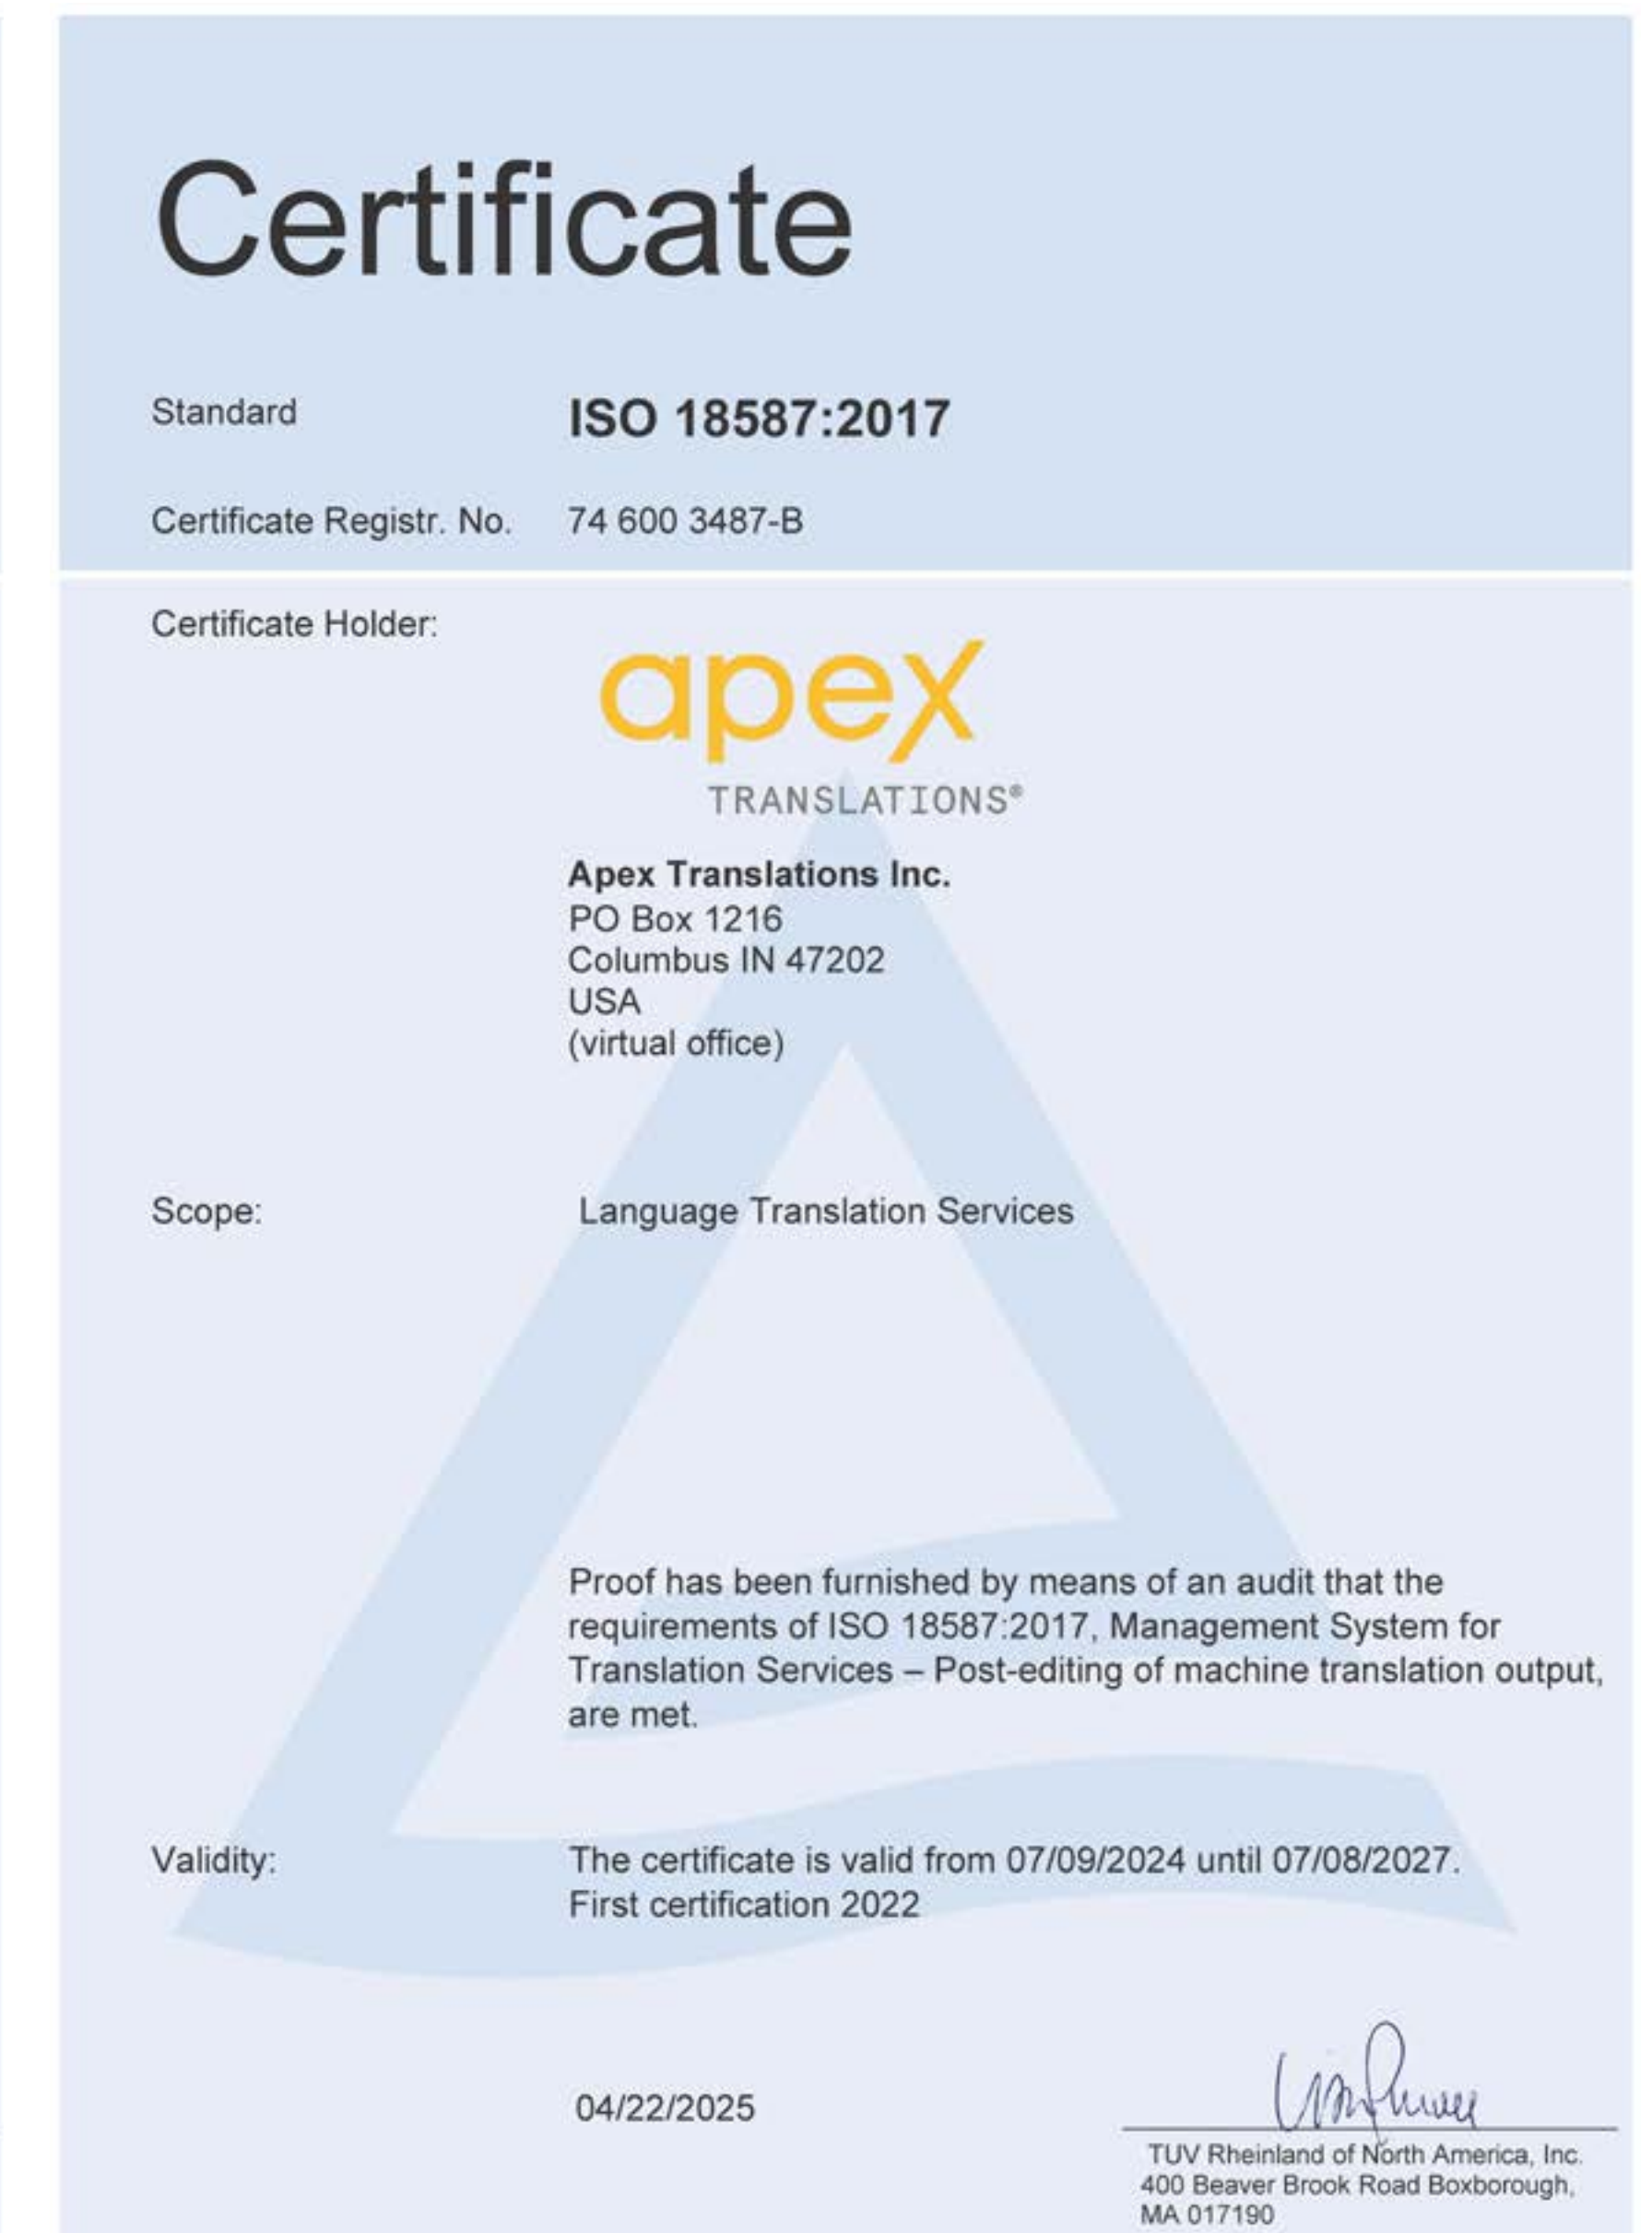 Certificate
Standard ISO 18587:2017
Certificate Registr. No. 74 600 3487-B
Certificate Holder:
apex
TRANSLATIONS®
Apex Translations Inc.
PO Box 1216
Columbus IN 47202
USA
(virtual office)
Scope: Language Translation Services
Proof has been furnished by means of an audit that the
requirements of ISO 18587:2017, Management System for
Translation Services – Post-editing of machine translation output,
are met.
Validity: The certificate is valid from 07/09/2024 until 07/08/2027.
First certification 2022
04/22/2025
TUV Rheinland of North America, Inc.
400 Beaver Brook Road Boxborough,
MA 017190